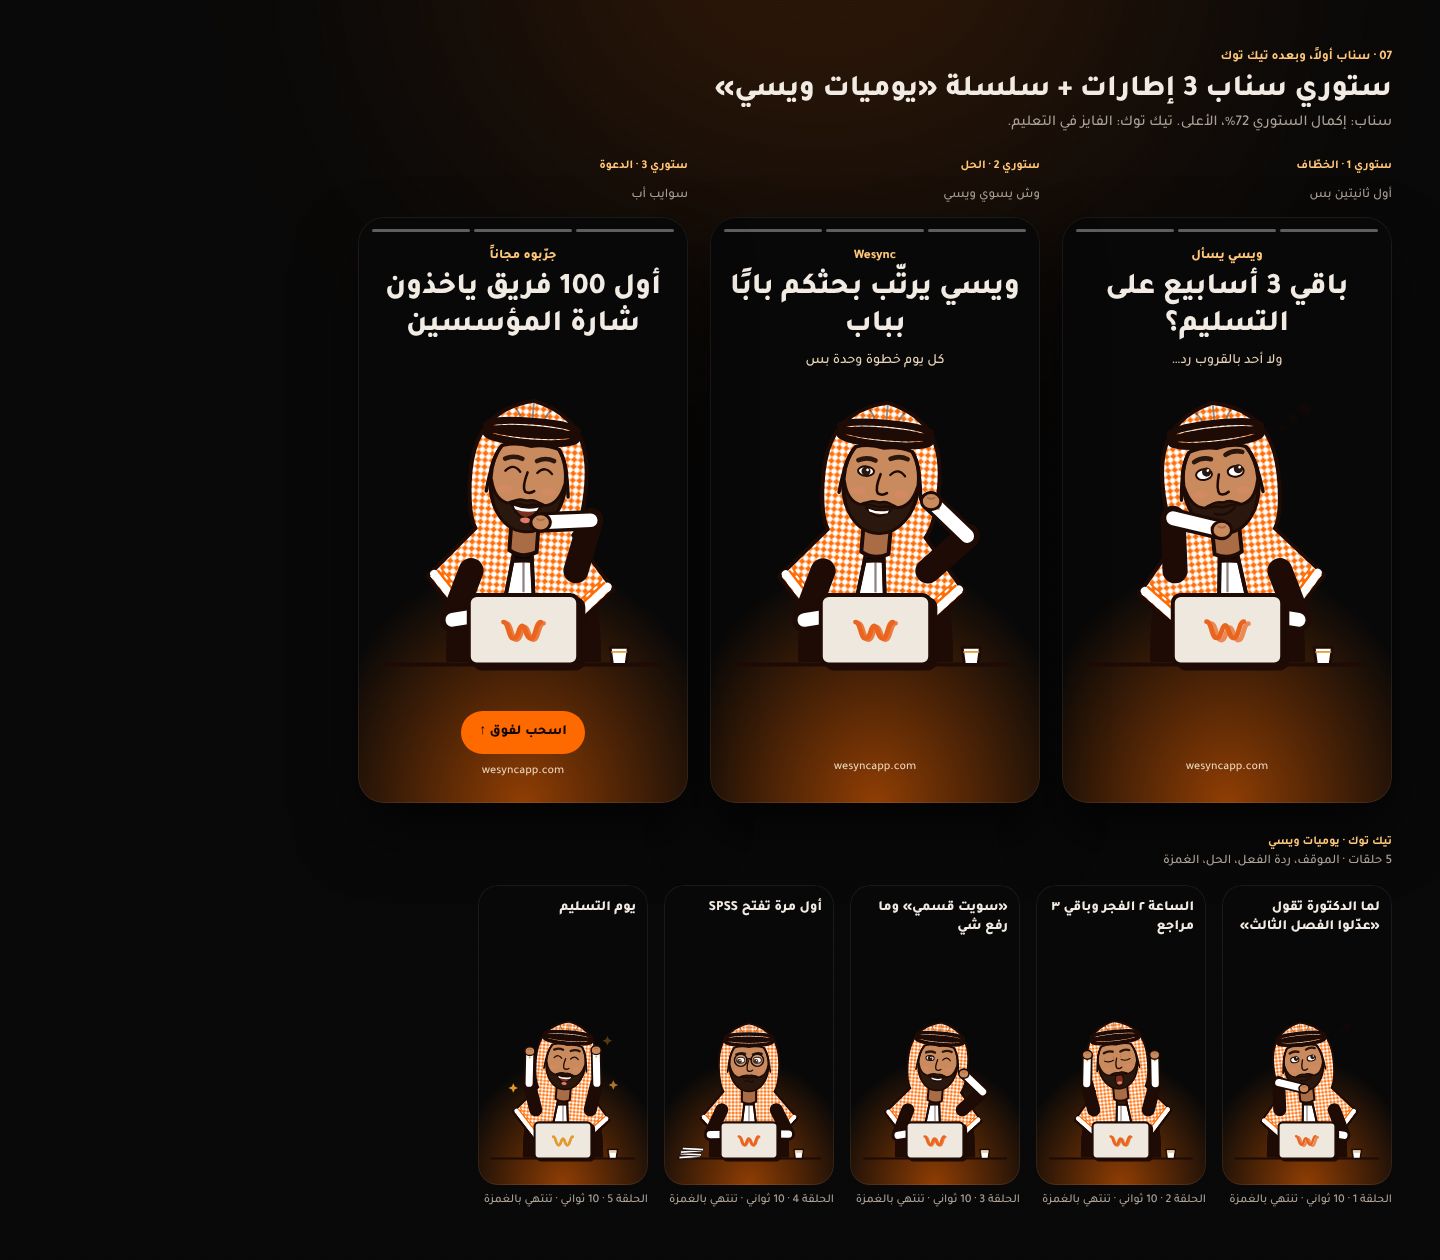 07 · سناب أولاً، وبعده تيك توك
ستوري سناب 3 إطارات + سلسلة «يوميات ويسي»
سناب: إكمال الستوري 72%، الأعلى. تيك توك: الفايز في التعليم.
ستوري 1 · الخطّاف
أول ثانيتين بس
ويسي يسأل
باقي 3 أسابيع على
التسليم؟
ولا أحد بالقروب رد…
W
wesyncapp.com
ستوري 2 · الحل
وش يسوي ويسي
Wesync
ويسي يرتّب بحثكم بابًا
بباب
كل يوم خطوة وحدة بس
W
wesyncapp.com
ستوري 3 · الدعوة
سوايب أب
جرّبوه مجاناً
أول 100 فريق ياخذون
شارة المؤسسين
W
اسحب لفوق ↑
wesyncapp.com
تيك توك · يوميات ويسي
5 حلقات · الموقف، ردة الفعل، الحل، الغمزة
لما الدكتورة تقول
«عدّلوا الفصل الثالث»
W
الحلقة 1 · 10 ثواني · تنتهي بالغمزة
الساعة ٢ الفجر وباقي ٣
مراجع
W
الحلقة 2 · 10 ثواني · تنتهي بالغمزة
«سويت قسمي» وما
رفع شي
W
الحلقة 3 · 10 ثواني · تنتهي بالغمزة
أول مرة تفتح SPSS
W
الحلقة 4 · 10 ثواني · تنتهي بالغمزة
يوم التسليم
W
الحلقة 5 · 10 ثواني · تنتهي بالغمزة